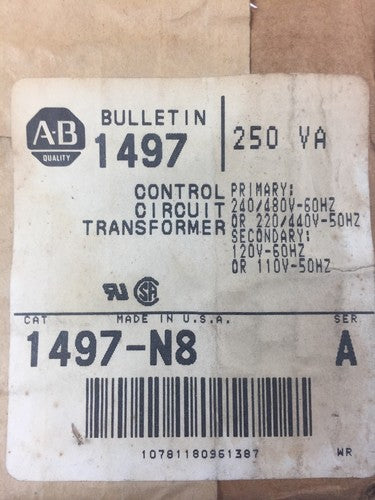 A-B
QUALITY
BULLETIN
1497
250 VA
CONTROL
CIRCUIT
TRANSFORMER
PRIMARY:
240/480V-60HZ
OR 220/440V-50HZ
SECONDARY:
120V-60HZ
OR 110V-50HZ
CAT
MADE IN U.S.A.
SER
1497-N8
A
10781180961387
WR